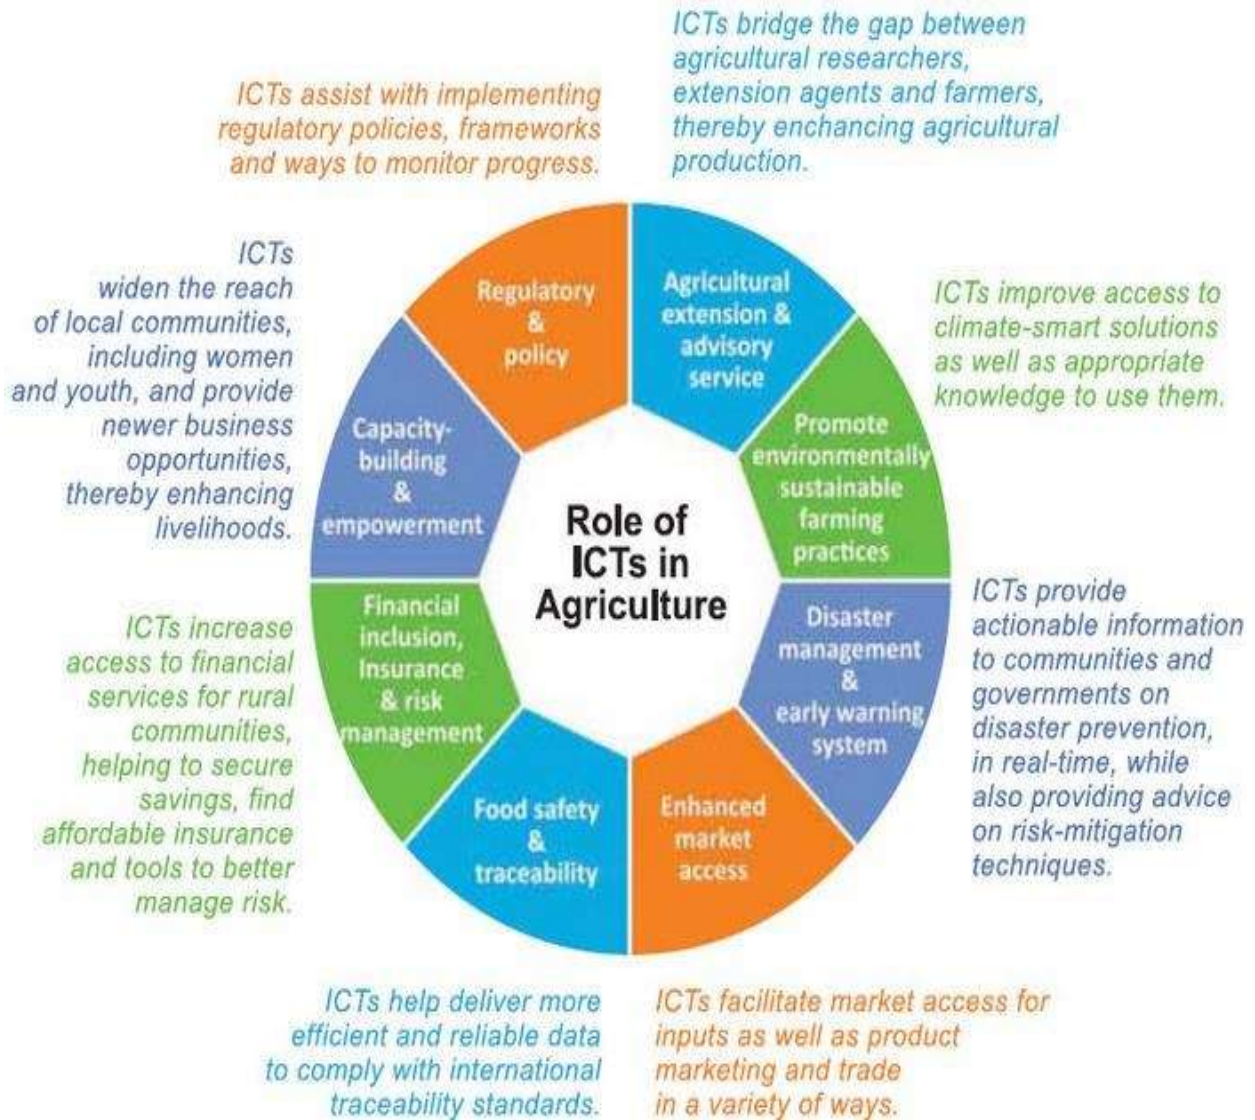 ICTs bridge the gap between
agricultural researchers,
extension agents and farmers,
thereby enchancing agricultural
production.
ICTs assist with implementing
regulatory policies, frameworks
and ways to monitor progress.
ICTs
widen the reach
of local communities,
including women
and youth, and provide
newer business
opportunities,
thereby enhancing
livelihoods.
Regulatory
&
policy
Agricultural
extension &
advisory
service
ICTs improve access to
climate-smart solutions
as well as appropriate
knowledge to use them.
Capacity-
building
&
empowerment
Promote
environmentally
sustainable
farming
practices
Role of
ICTs in
Agriculture
Financial
inclusion,
Insurance
& risk
management
Disaster
management
&
early warning
system
ICTs provide
actionable information
to communities and
governments on
disaster prevention,
in real-time, while
also providing advice
on risk-mitigation
techniques.
ICTs increase
access to financial
services for rural
communities,
helping to secure
savings, find
affordable insurance
and tools to better
manage risk.
Food safety
&
traceability
Enhanced
market
access
ICTs help deliver more
efficient and reliable data
to comply with international
traceability standards.
ICTs facilitate market access for
inputs as well as product
marketing and trade
in a variety of ways.